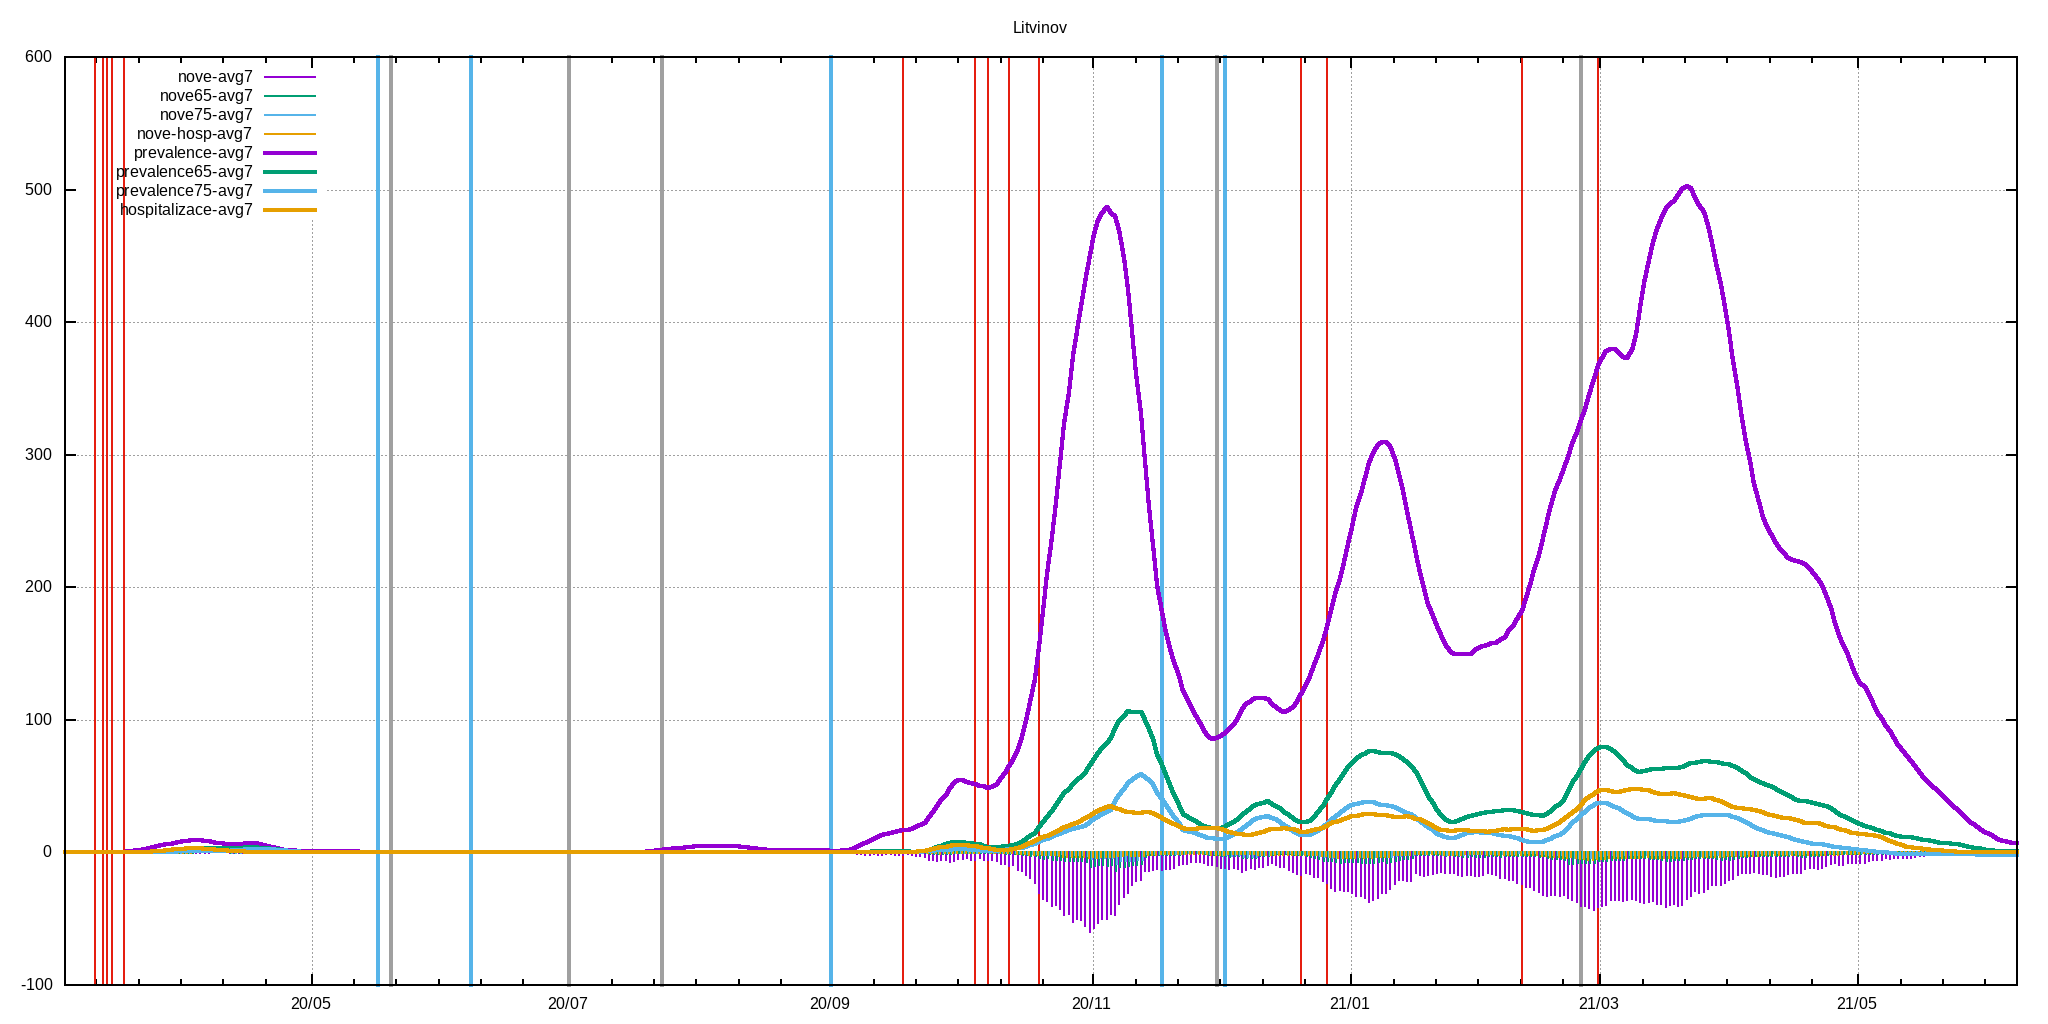 Litvinov
600
nove-avg7
nove65-avg7
nove75-avg7
nove-hosp-avg7
prevalence-avg7
prevalence65-avg7
prevalence75-avg7
hospitalizace-avg7
500
400
300
200
100
0
-100
20/05 20/07 20/09 20/11 21/01 21/03 21/05